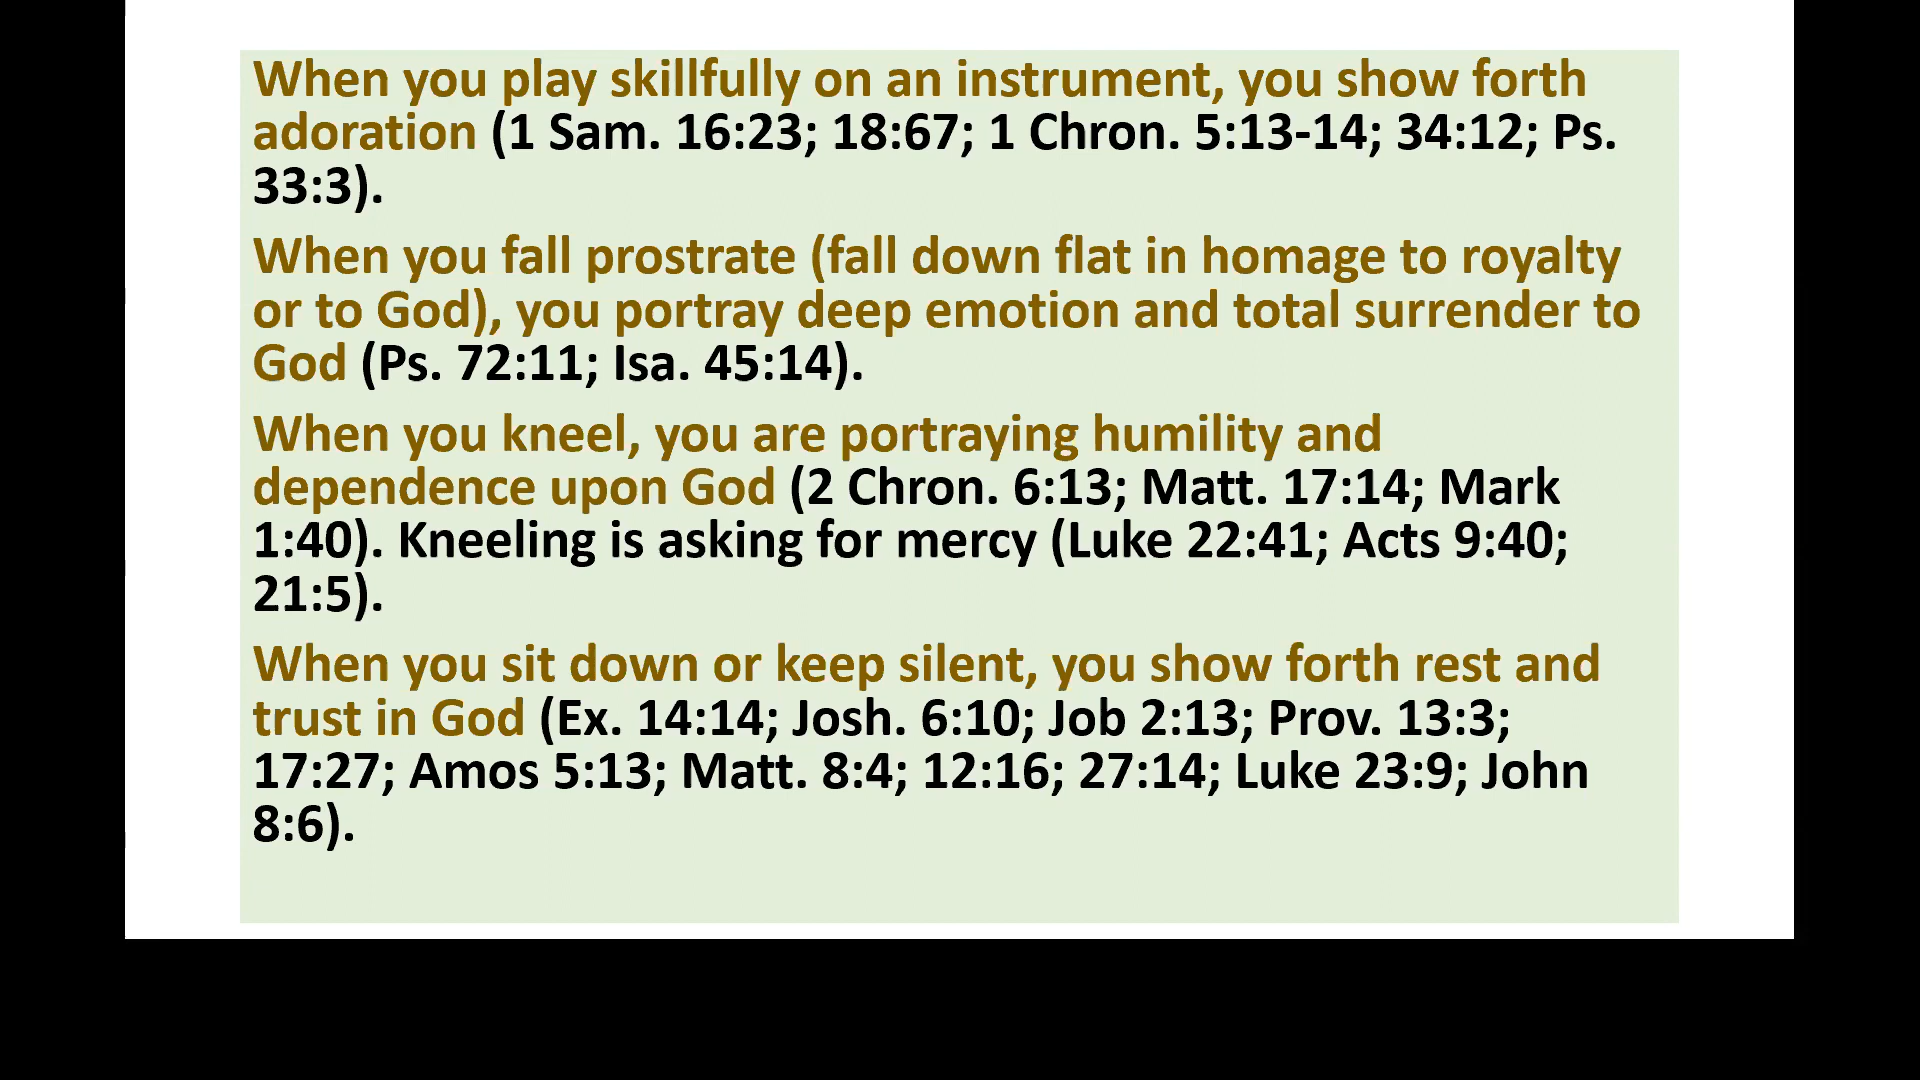 When you play skillfully on an instrument, you show forth
adoration (1 Sam. 16:23; 18:67; 1 Chron. 5:13-14; 34:12; Ps.
33:3).
When you fall prostrate (fall down flat in homage to royalty
or to God), you portray deep emotion and total surrender to
God (Ps. 72:11; Isa. 45:14).
When you kneel, you are portraying humility and
dependence upon God (2 Chron. 6:13; Matt. 17:14; Mark
1:40). Kneeling is asking for mercy (Luke 22:41; Acts 9:40;
21:5).
When you sit down or keep silent, you show forth rest and
trust in God (Ex. 14:14; Josh. 6:10; Job 2:13; Prov. 13:3;
17:27; Amos 5:13; Matt. 8:4; 12:16; 27:14; Luke 23:9; John
8:6).